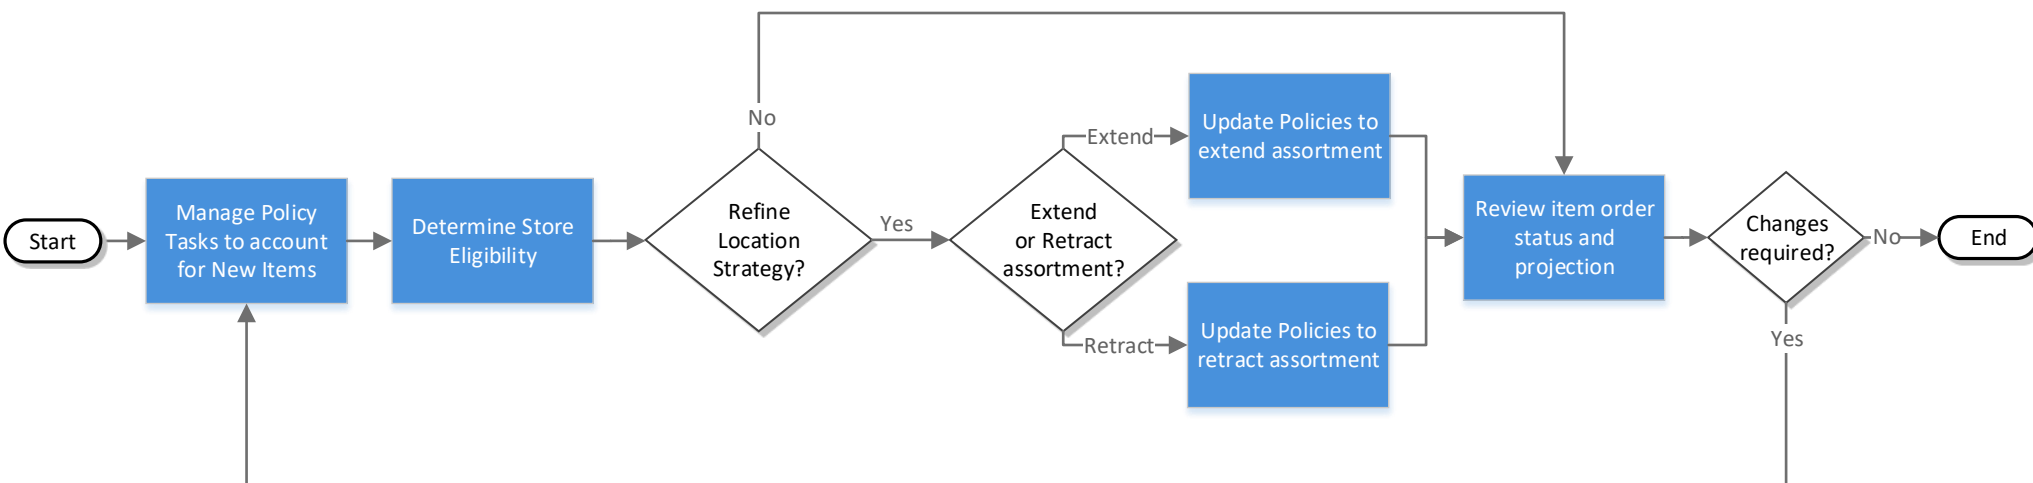 Start
Manage Policy
Tasks to account
for New Items
Determine Store
Eligibility
Refine
Location
Strategy?
No
Yes
Extend
or Retract
assortment?
Extend
Update Policies to
extend assortment
Retract
Update Policies to
retract assortment
Review item order
status and
projection
Changes
required?
No
End
Yes